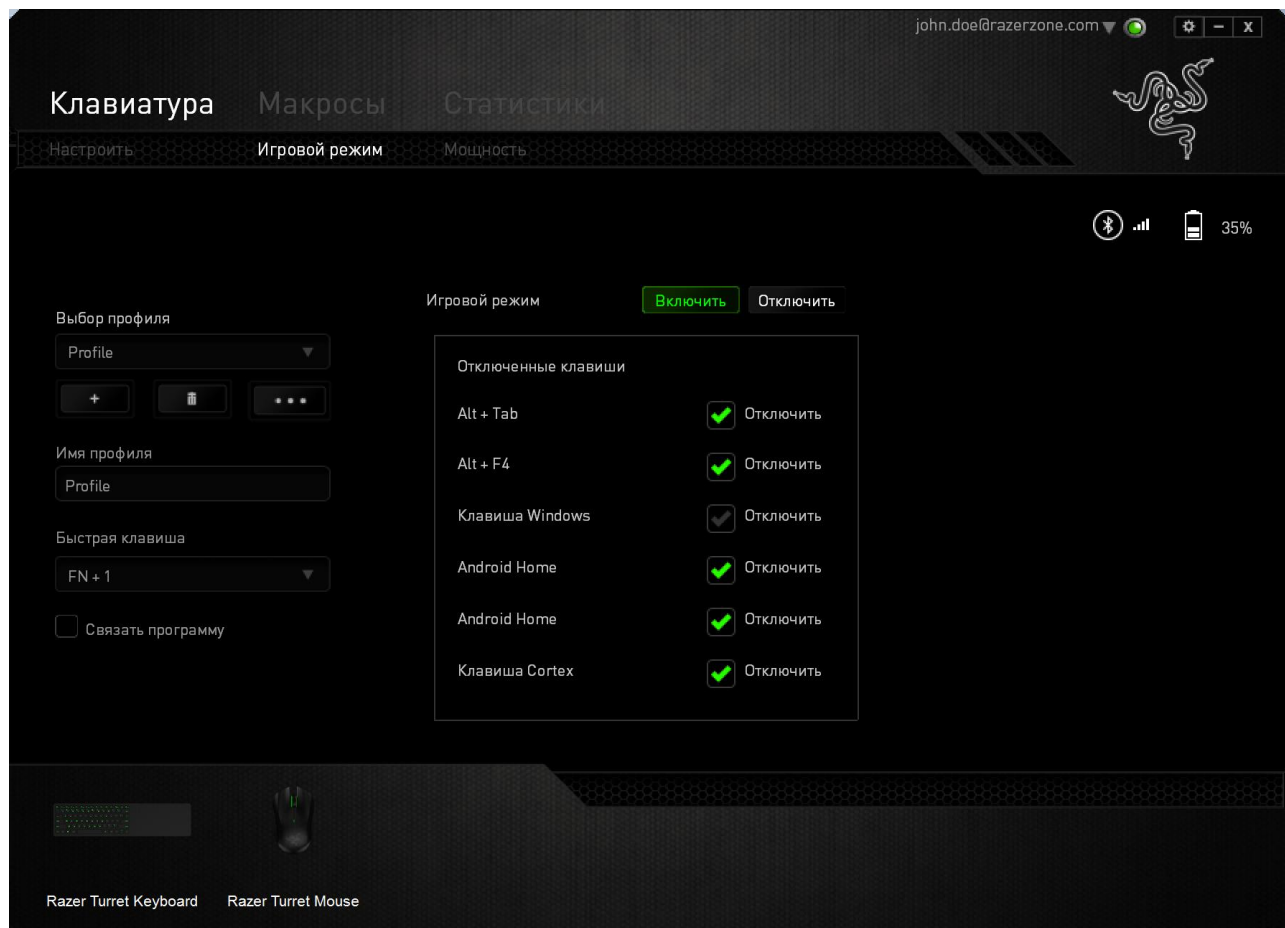 john.doe@razerzone.com
Клавиатура Макросы Статистики
Настроить Игровой режим Мощность
35%
Игровой режим Включить Отключить
Выбор профиля
Profile
Имя профиля
Profile
Быстрая клавиша
FN + 1
Связать программу
Отключенные клавиши
Alt + Tab Отключить
Alt + F4 Отключить
Клавиша Windows Отключить
Android Home Отключить
Android Home Отключить
Клавиша Cortex Отключить
Razer Turret Keyboard Razer Turret Mouse